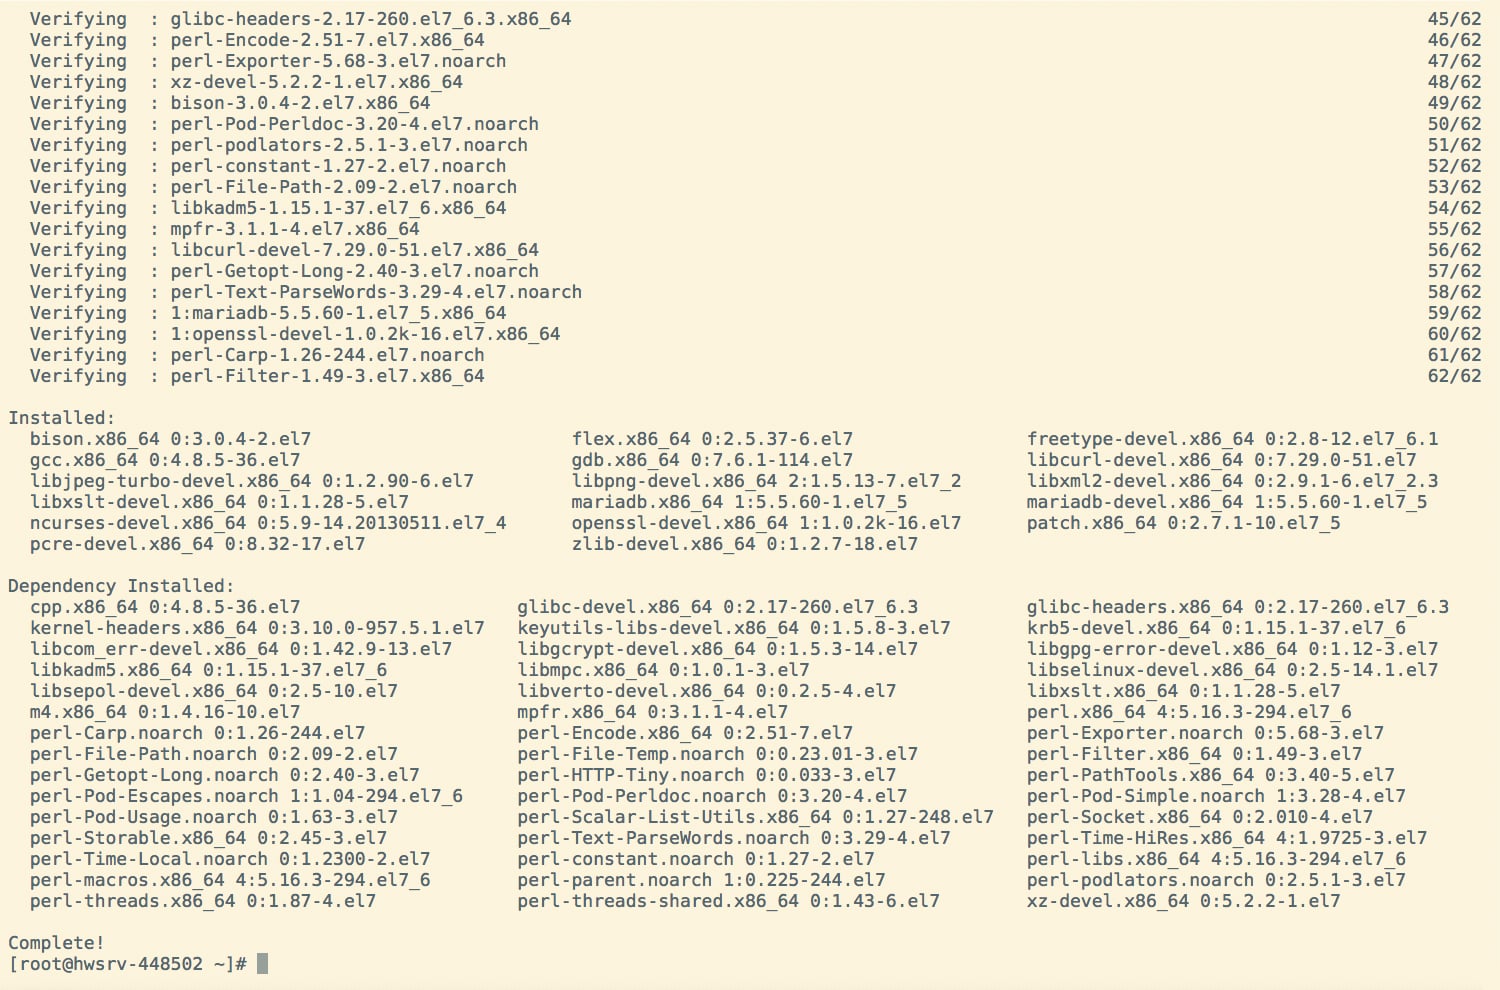 Verifying  : glibc-headers-2.17-260.el7_6.3.x86_64 45/62
Verifying  : perl-Encode-2.51-7.el7.x86_64 46/62
Verifying  : perl-Exporter-5.68-3.el7.noarch 47/62
Verifying  : xz-devel-5.2.2-1.el7.x86_64 48/62
Verifying  : bison-3.0.4-2.el7.x86_64 49/62
Verifying  : perl-Pod-Perldoc-3.20-4.el7.noarch 50/62
Verifying  : perl-podlators-2.5.1-3.el7.noarch 51/62
Verifying  : perl-constant-1.27-2.el7.noarch 52/62
Verifying  : perl-File-Path-2.09-2.el7.noarch 53/62
Verifying  : libkadm5-1.15.1-37.el7_6.x86_64 54/62
Verifying  : mpfr-3.1.1-4.el7.x86_64 55/62
Verifying  : libcurl-devel-7.29.0-51.el7.x86_64 56/62
Verifying  : perl-Getopt-Long-2.40-3.el7.noarch 57/62
Verifying  : perl-Text-ParseWords-3.29-4.el7.noarch 58/62
Verifying  : 1:mariadb-5.5.60-1.el7_5.x86_64 59/62
Verifying  : 1:openssl-devel-1.0.2k-16.el7.x86_64 60/62
Verifying  : perl-Carp-1.26-244.el7.noarch 61/62
Verifying  : perl-Filter-1.49-3.el7.x86_64 62/62
Installed:
bison.x86_64 0:3.0.4-2.el7 flex.x86_64 0:2.5.37-6.el7 freetype-devel.x86_64 0:2.8-12.el7_6.1
gcc.x86_64 0:4.8.5-36.el7 gdb.x86_64 0:7.6.1-114.el7 libcurl-devel.x86_64 0:7.29.0-51.el7
libjpeg-turbo-devel.x86_64 0:1.2.90-6.el7 libpng-devel.x86_64 2:1.5.13-7.el7_2 libxml2-devel.x86_64 0:2.9.1-6.el7_2.3
libxslt-devel.x86_64 0:1.1.28-5.el7 mariadb.x86_64 1:5.5.60-1.el7_5 mariadb-devel.x86_64 1:5.5.60-1.el7_5
ncurses-devel.x86_64 0:5.9-14.20130511.el7_4 openssl-devel.x86_64 1:1.0.2k-16.el7 patch.x86_64 0:2.7.1-10.el7_5
pcre-devel.x86_64 0:8.32-17.el7 zlib-devel.x86_64 0:1.2.7-18.el7
Dependency Installed:
cpp.x86_64 0:4.8.5-36.el7 glibc-devel.x86_64 0:2.17-260.el7_6.3 glibc-headers.x86_64 0:2.17-260.el7_6.3
kernel-headers.x86_64 0:3.10.0-957.5.1.el7 keyutils-libs-devel.x86_64 0:1.5.8-3.el7 krb5-devel.x86_64 0:1.15.1-37.el7_6
libcom_err-devel.x86_64 0:1.42.9-13.el7 libgcrypt-devel.x86_64 0:1.5.3-14.el7 libgpg-error-devel.x86_64 0:1.12-3.el7
libkadm5.x86_64 0:1.15.1-37.el7_6 libmpc.x86_64 0:1.0.1-3.el7 libselinux-devel.x86_64 0:2.5-14.1.el7
libsepol-devel.x86_64 0:2.5-10.el7 libverto-devel.x86_64 0:0.2.5-4.el7 libxslt.x86_64 0:1.1.28-5.el7
m4.x86_64 0:1.4.16-10.el7 mpfr.x86_64 0:3.1.1-4.el7 perl.x86_64 4:5.16.3-294.el7_6
perl-Carp.noarch 0:1.26-244.el7 perl-Encode.x86_64 0:2.51-7.el7 perl-Exporter.noarch 0:5.68-3.el7
perl-File-Path.noarch 0:2.09-2.el7 perl-File-Temp.noarch 0:0.23.01-3.el7 perl-Filter.x86_64 0:1.49-3.el7
perl-Getopt-Long.noarch 0:2.40-3.el7 perl-HTTP-Tiny.noarch 0:0.033-3.el7 perl-PathTools.x86_64 0:3.40-5.el7
perl-Pod-Escapes.noarch 1:1.04-294.el7_6 perl-Pod-Perldoc.noarch 0:3.20-4.el7 perl-Pod-Simple.noarch 1:3.28-4.el7
perl-Pod-Usage.noarch 0:1.63-3.el7 perl-Scalar-List-Utils.x86_64 0:1.27-248.el7 perl-Socket.x86_64 0:2.010-4.el7
perl-Storable.x86_64 0:2.45-3.el7 perl-Text-ParseWords.noarch 0:3.29-4.el7 perl-Time-HiRes.x86_64 4:1.9725-3.el7
perl-Time-Local.noarch 0:1.2300-2.el7 perl-constant.noarch 0:1.27-2.el7 perl-libs.x86_64 4:5.16.3-294.el7_6
perl-macros.x86_64 4:5.16.3-294.el7_6 perl-parent.noarch 1:0.225-244.el7 perl-podlators.noarch 0:2.5.1-3.el7
perl-threads.x86_64 0:1.87-4.el7 perl-threads-shared.x86_64 0:1.43-6.el7 xz-devel.x86_64 0:5.2.2-1.el7
Complete!
[root@hwsrv-448502 ~]#